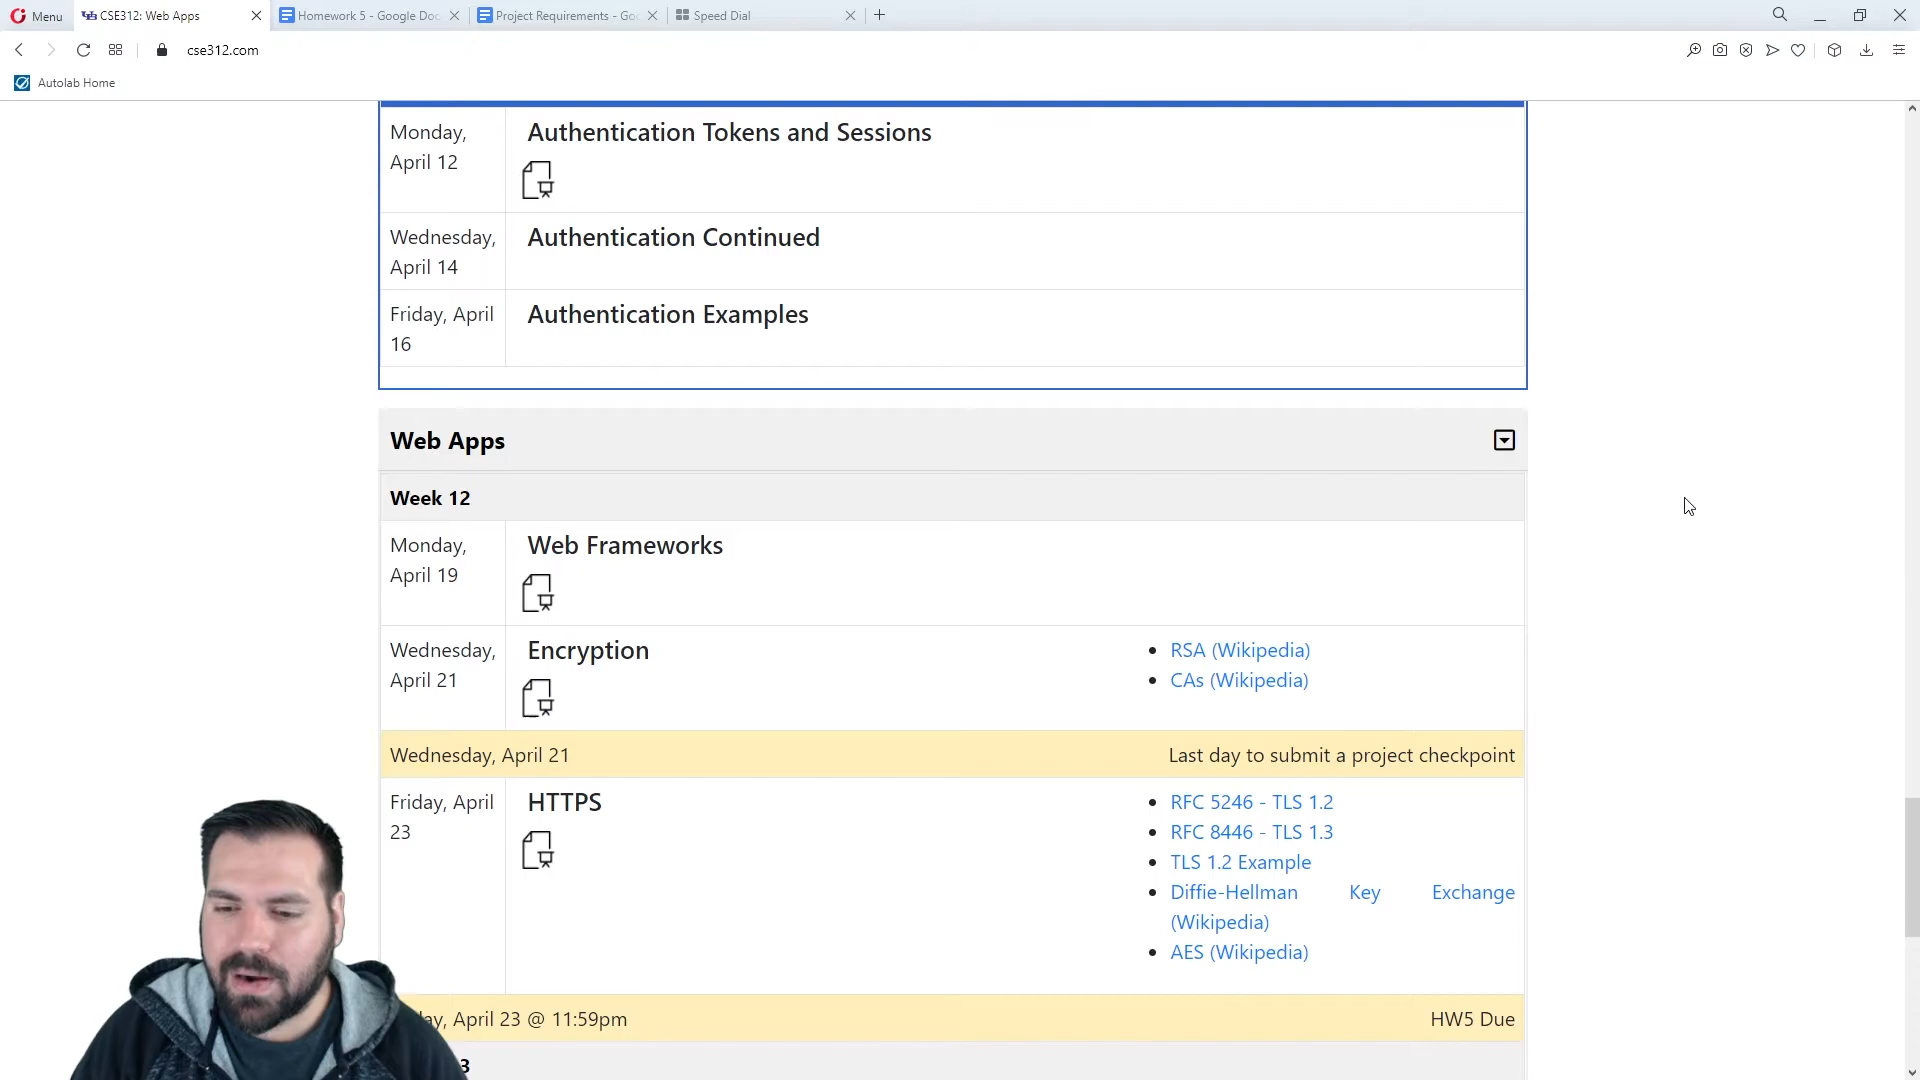 Menu
CSE312: Web Apps
Homework 5 - Google Doc
Project Requirements - Goo
Speed Dial
cse312.com
Autolab Home
Monday,
April 12
Authentication Tokens and Sessions
Wednesday,
April 14
Authentication Continued
Friday, April
16
Authentication Examples
Web Apps
Week 12
Monday,
April 19
Web Frameworks
Wednesday,
April 21
Encryption
RSA (Wikipedia)
CAs (Wikipedia)
Wednesday, April 21
Last day to submit a project checkpoint
Friday, April
23
HTTPS
RFC 5246 - TLS 1.2
RFC 8446 - TLS 1.3
TLS 1.2 Example
Diffie-Hellman Key Exchange
(Wikipedia)
AES (Wikipedia)
ay, April 23 @ 11:59pm
HW5 Due
3